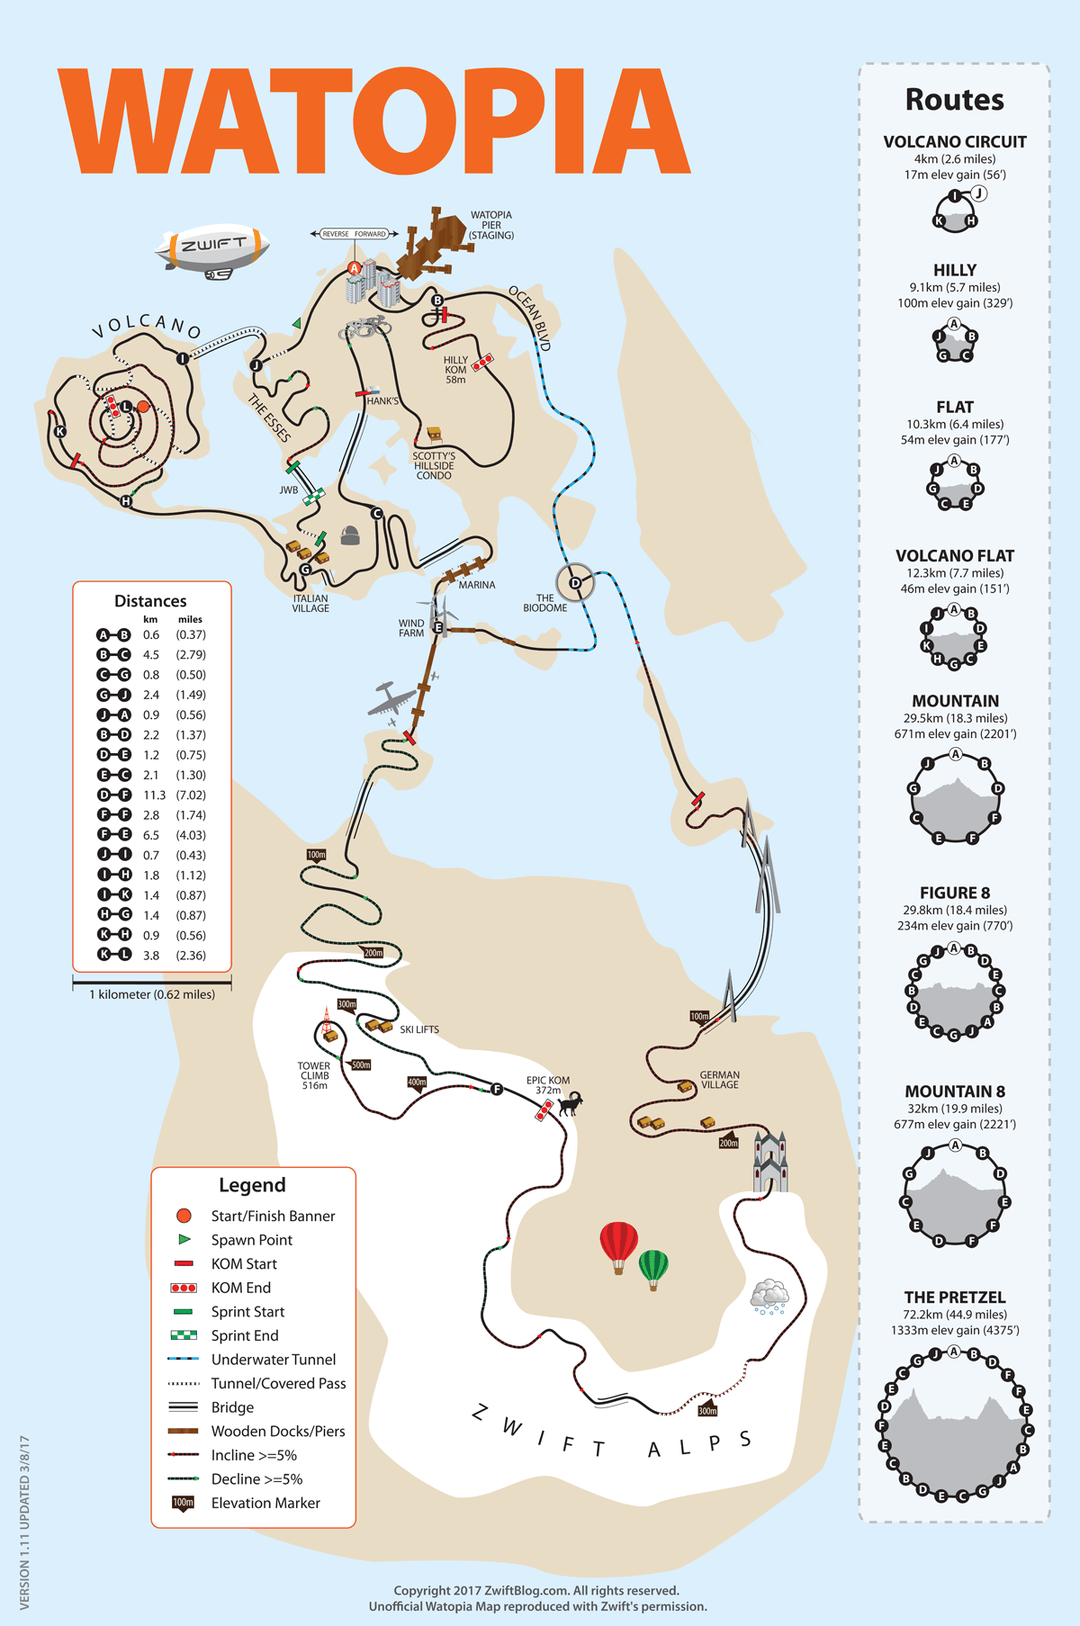 WATOPIA
ZWIFT
REVERSE FORWARD
A
WATOPIA
PIER
(STAGING)
B
OCEAN BLVD
VOLCANO
I
J
HILLY
KOM
58m
HANK'S
THE ESSES
L
K
H
SCOTTY'S
HILLSIDE
CONDO
JWB
C
G
ITALIAN
VILLAGE
MARINA
THE
BIODOME
D
WIND
FARM
E
Distances
km miles
A B 0.6 (0.37)
B C 4.5 (2.79)
C G 0.8 (0.50)
G J 2.4 (1.49)
J A 0.9 (0.56)
B D 2.2 (1.37)
D E 1.2 (0.75)
E C 2.1 (1.30)
D F 11.3 (7.02)
F F 2.8 (1.74)
F E 6.5 (4.03)
J I 0.7 (0.43)
I H 1.8 (1.12)
I K 1.4 (0.87)
H G 1.4 (0.87)
K H 0.9 (0.56)
K L 3.8 (2.36)
1 kilometer (0.62 miles)
100m
200m
300m
SKI LIFTS
TOWER
CLIMB
516m
500m
400m
F
EPIC KOM
372m
100m
GERMAN
VILLAGE
200m
300m
ZWIFT ALPS
Legend
Start/Finish Banner
Spawn Point
KOM Start
KOM End
Sprint Start
Sprint End
Underwater Tunnel
Tunnel/Covered Pass
Bridge
Wooden Docks/Piers
Incline >=5%
Decline >=5%
100m Elevation Marker
Routes
VOLCANO CIRCUIT
4km (2.6 miles)
17m elev gain (56')
I J
K H
HILLY
9.1km (5.7 miles)
100m elev gain (329')
A
J B
G C
FLAT
10.3km (6.4 miles)
54m elev gain (177')
A
J B
G D
C E
VOLCANO FLAT
12.3km (7.7 miles)
46m elev gain (151')
A
J B
I D
K E
H C
G
MOUNTAIN
29.5km (18.3 miles)
671m elev gain (2201')
A
J B
G D
C F
E F
FIGURE 8
29.8km (18.4 miles)
234m elev gain (770')
A
J B
G D
C E
B C
D B
E A
C J
G
MOUNTAIN 8
32km (19.9 miles)
677m elev gain (2221')
A
J B
G D
C E
E F
D F
THE PRETZEL
72.2km (44.9 miles)
1333m elev gain (4375')
A
J B
G D
C F
E F
D E
F C
E B
C A
B J
D G
E C
VERSION 1.11 UPDATED 3/8/17
Copyright 2017 ZwiftBlog.com. All rights reserved.
Unofficial Watopia Map reproduced with Zwift's permission.